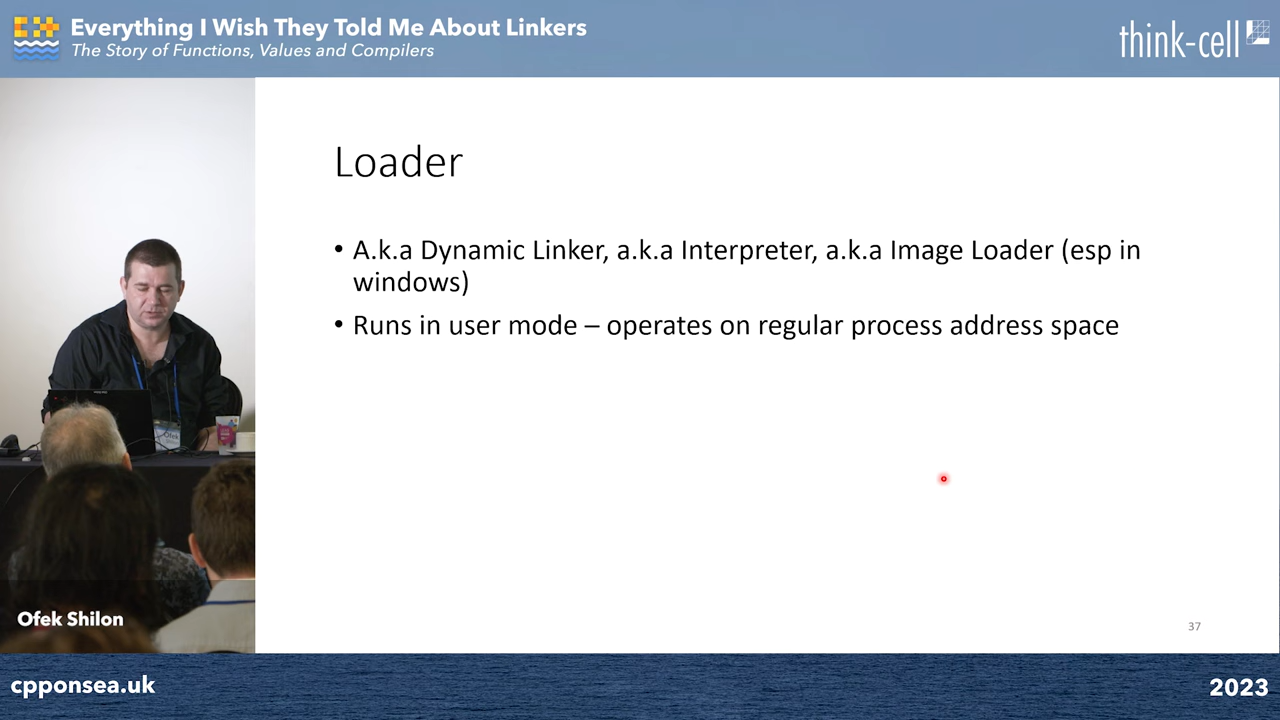 Everything I Wish They Told Me About Linkers
The Story of Functions, Values and Compilers
think-cell
Loader
• A.k.a Dynamic Linker, a.k.a Interpreter, a.k.a Image Loader (esp in
windows)
• Runs in user mode – operates on regular process address space
Ofek
Ofek Shilon
37
cpponsea.uk
2023